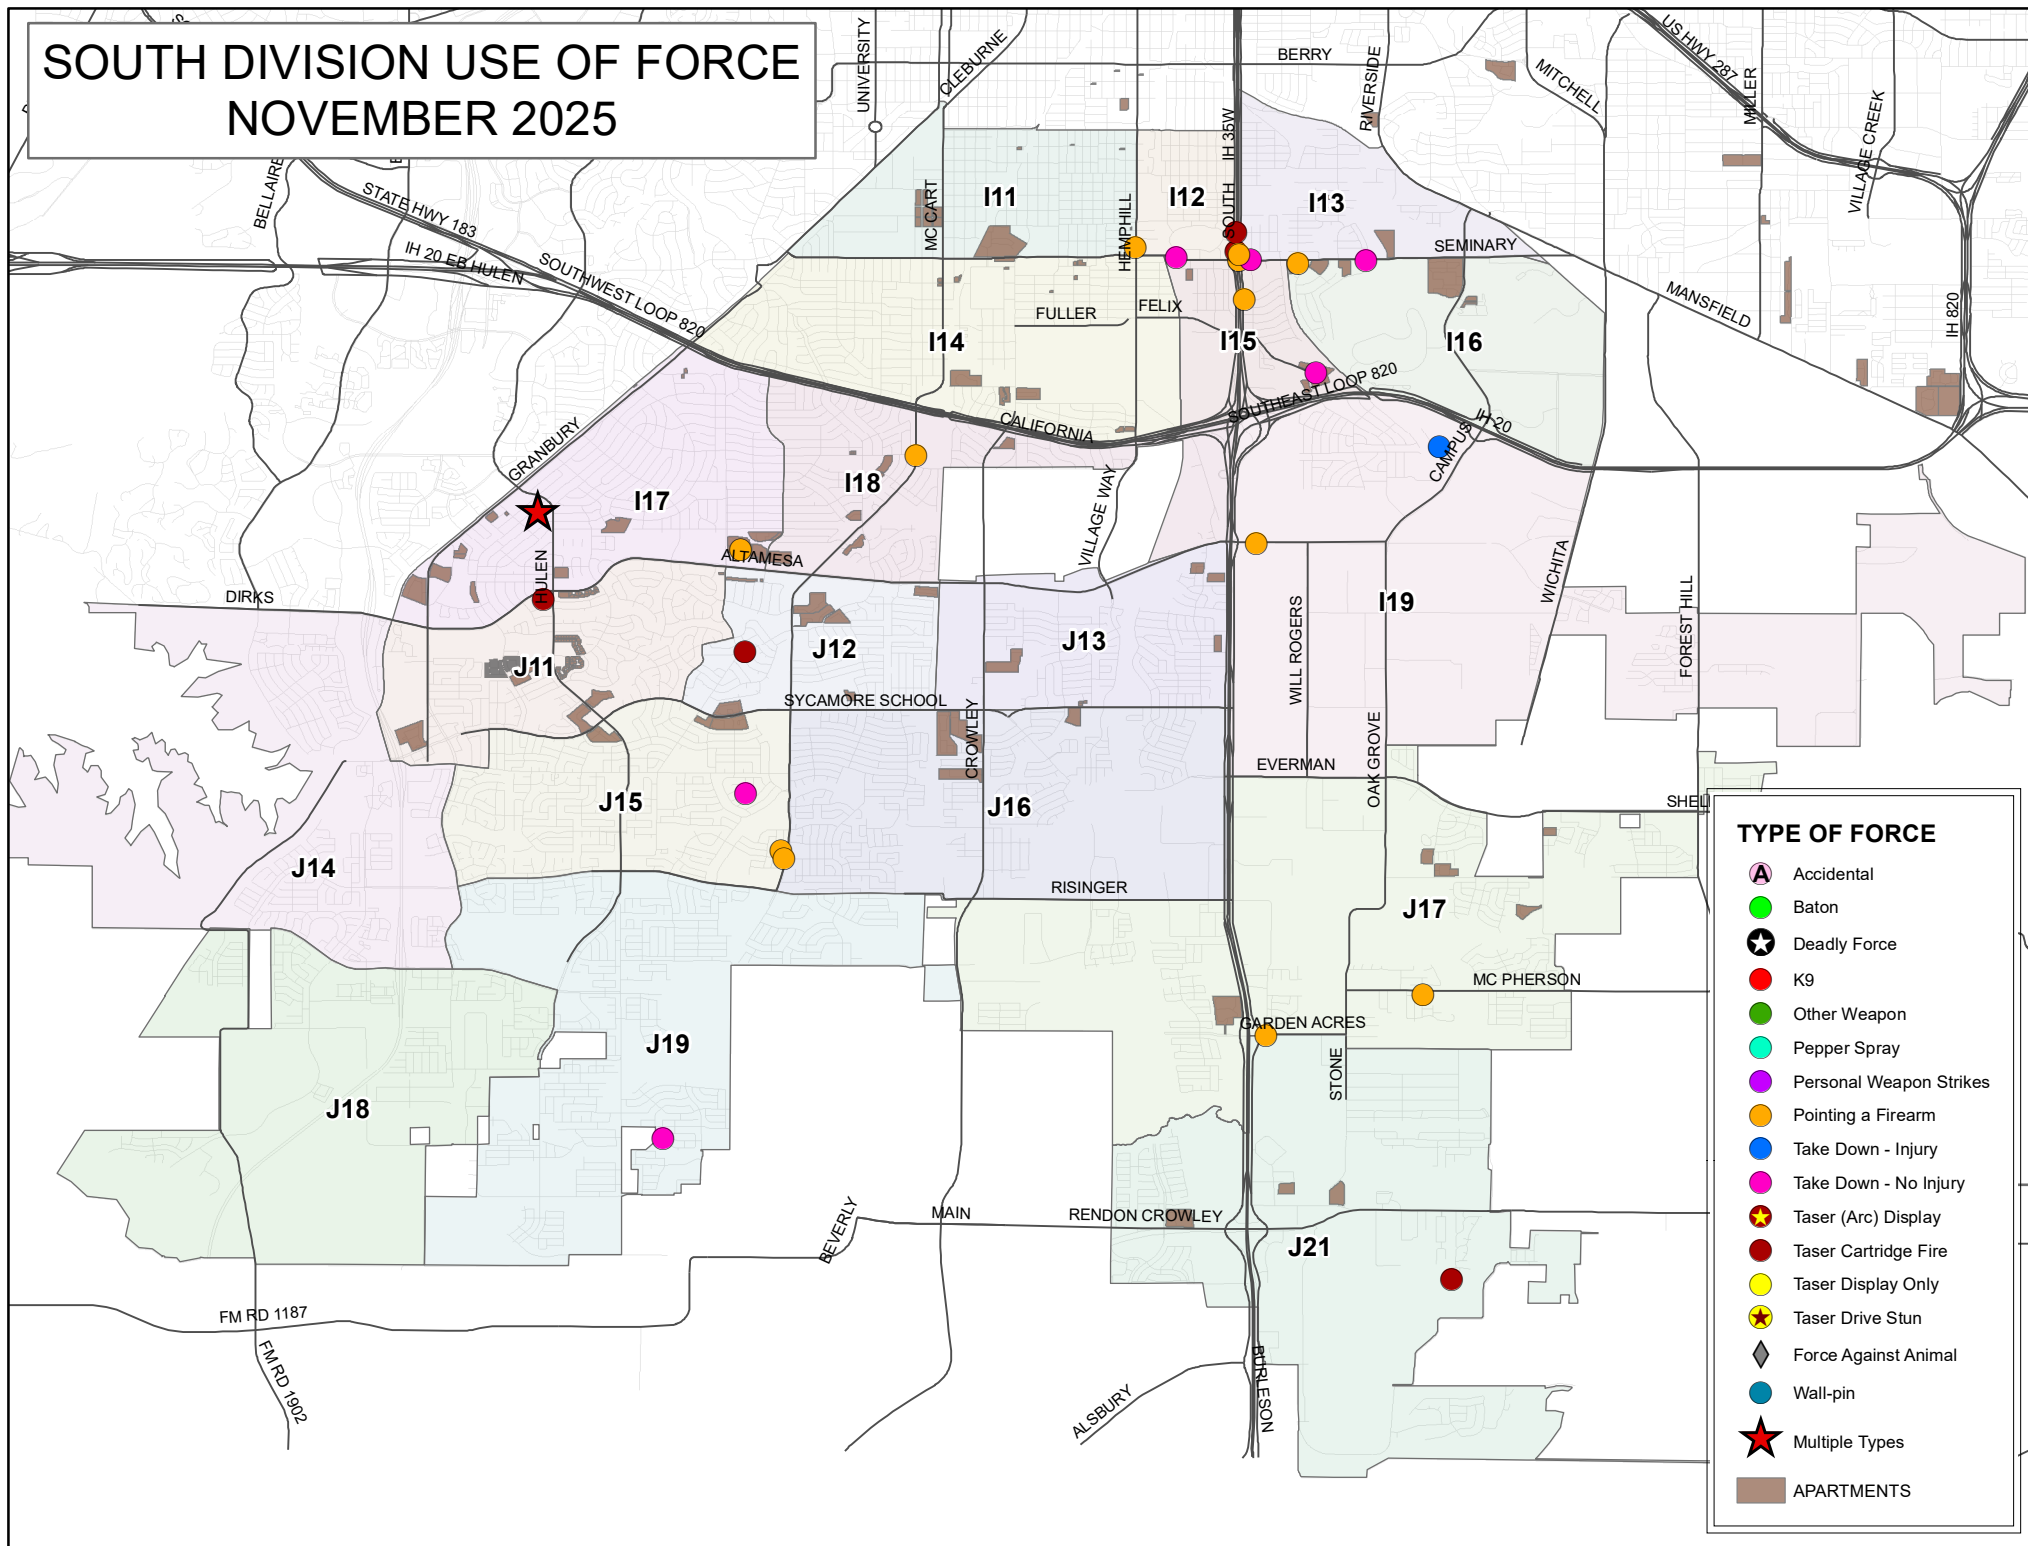 SOUTH DIVISION USE OF FORCE
NOVEMBER 2025
UNIVERSITY
CLEBURNE
BERRY
RIVERSIDE
MITCHELL
US HWY 287
MILLER
VILLAGE CREEK
BELLAIRE
STATE HWY 183
IH 20 EB HULEN
SOUTHWEST LOOP 820
MC CART
I11
HEMPHILL
I12
IH 35W
SOUTH
I13
SEMINARY
MANSFIELD
IH 820
FULLER
FELIX
I14
I15
I16
SOUTHEAST LOOP 820
IH 20
CALIFORNIA
CAMPUS
GRANBURY
I17
I18
VILLAGE WAY
HULEN
ALTAMESA
DIRKS
WICHITA
I19
WILL ROGERS
FOREST HILL
J11
J12
J13
SYCAMORE SCHOOL
CROWLEY
OAK GROVE
EVERMAN
SHEL
J15
J16
J14
RISINGER
J17
MC PHERSON
GARDEN ACRES
STONE
J19
J18
BEVERLY
MAIN
RENDON CROWLEY
J21
FM RD 1187
FM RD 1902
ALSBURY
BURLESON
TYPE OF FORCE
A Accidental
Baton
Deadly Force
K9
Other Weapon
Pepper Spray
Personal Weapon Strikes
Pointing a Firearm
Take Down - Injury
Take Down - No Injury
Taser (Arc) Display
Taser Cartridge Fire
Taser Display Only
Taser Drive Stun
Force Against Animal
Wall-pin
Multiple Types
APARTMENTS